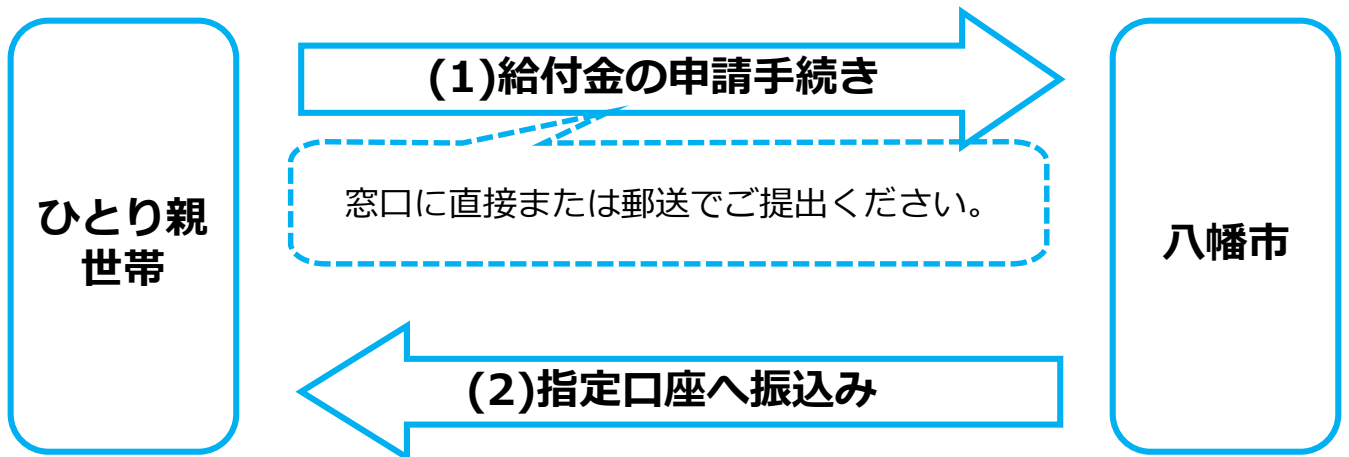 (1)給付金の申請手続き
窓口に直接または郵送でご提出ください。
ひとり親
世帯
八幡市
(2)指定口座へ振込み